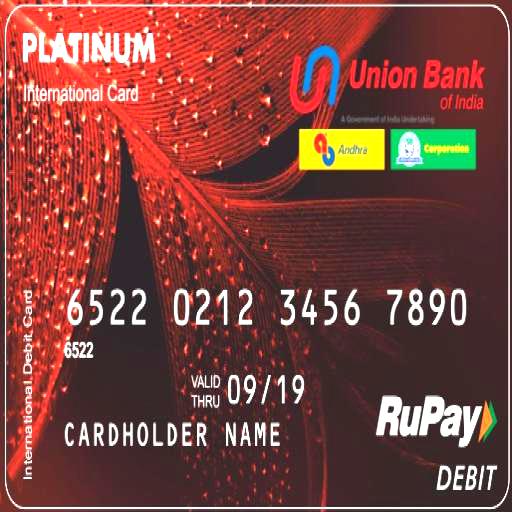 PLATINUM
International Card
Union Bank
of India
A Government of India Undertaking
Andhra
Corporation
International Debit Card
6522 0212 3456 7890
6522
VALID THRU 09/19
CARDHOLDER NAME
RuPay
DEBIT